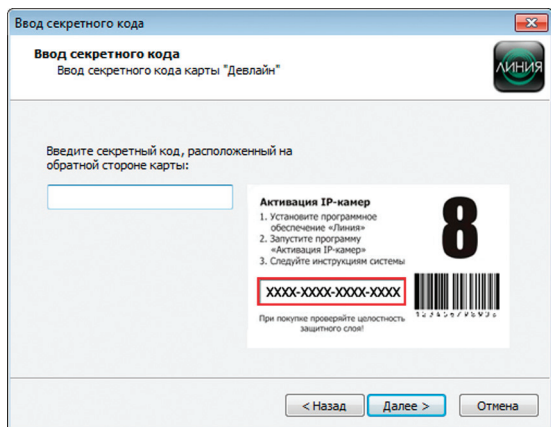 Ввод секретного кода
Ввод секретного кода
Ввод секретного кода карты "Девлайн"
ЛИНИЯ
Введите секретный код, расположенный на
обратной стороне карты:
Активация IP-камер
1. Установите программное
обеспечение «Линия»
2. Запустите программу
«Активация IP-камер»
3. Следуйте инструкциям системы
8
XXXX-XXXX-XXXX-XXXX
При покупке проверяйте целостность
защитного слоя!
< Назад
Далее >
Отмена